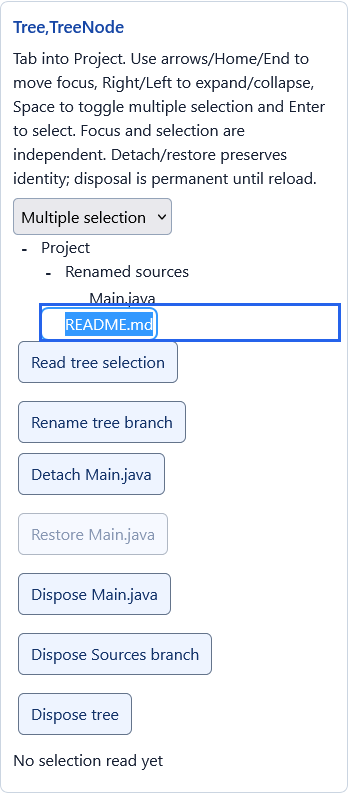 Tree,TreeNode
Tab into Project. Use arrows/Home/End to
move focus, Right/Left to expand/collapse,
Space to toggle multiple selection and Enter
to select. Focus and selection are
independent. Detach/restore preserves
identity; disposal is permanent until reload.
Multiple selection
- Project
- Renamed sources
Main.java
README.md
Read tree selection
Rename tree branch
Detach Main.java
Restore Main.java
Dispose Main.java
Dispose Sources branch
Dispose tree
No selection read yet